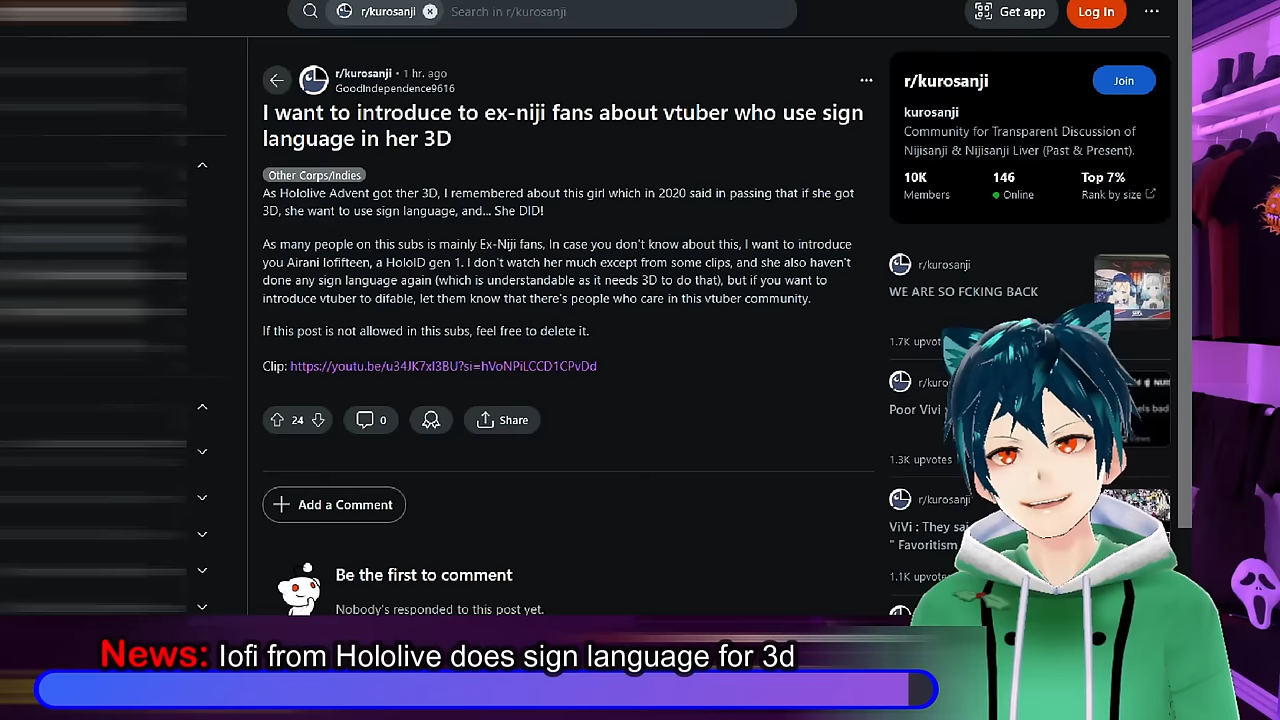 r/kurosanji
Search in r/kurosanji
Get app
Log In
r/kurosanji • 1 hr. ago
GoodIndependence9616
I want to introduce to ex-niji fans about vtuber who use sign
language in her 3D
Other Corps/Indies
As Hololive Advent got ther 3D, I remembered about this girl which in 2020 said in passing that if she got
3D, she want to use sign language, and... She DID!
As many people on this subs is mainly Ex-Niji fans, In case you don't know about this, I want to introduce
you Airani Iofifteen, a HoloID gen 1. I don't watch her much except from some clips, and she also haven't
done any sign language again (which is understandable as it needs 3D to do that), but if you want to
introduce vtuber to difable, let them know that there's people who care in this vtuber community.
If this post is not allowed in this subs, feel free to delete it.
Clip: https://youtu.be/u34JK7xI3BU?si=hVoNPiLCCD1CPvDd
24
0
Share
Add a Comment
Be the first to comment
Nobody's responded to this post yet.
r/kurosanji
Join
kurosanji
Community for Transparent Discussion of
Nijisanji & Nijisanji Liver (Past & Present).
10K
146
Top 7%
Members
Online
Rank by size
r/kurosanji
WE ARE SO FCKING BACK
1.7K upvot
r/kuro
Poor Vivi
1.3K upvotes
r/kurosanji
ViVi : They sai
" Favoritism
1.1K upvote
News: Iofi from Hololive does sign language for 3d